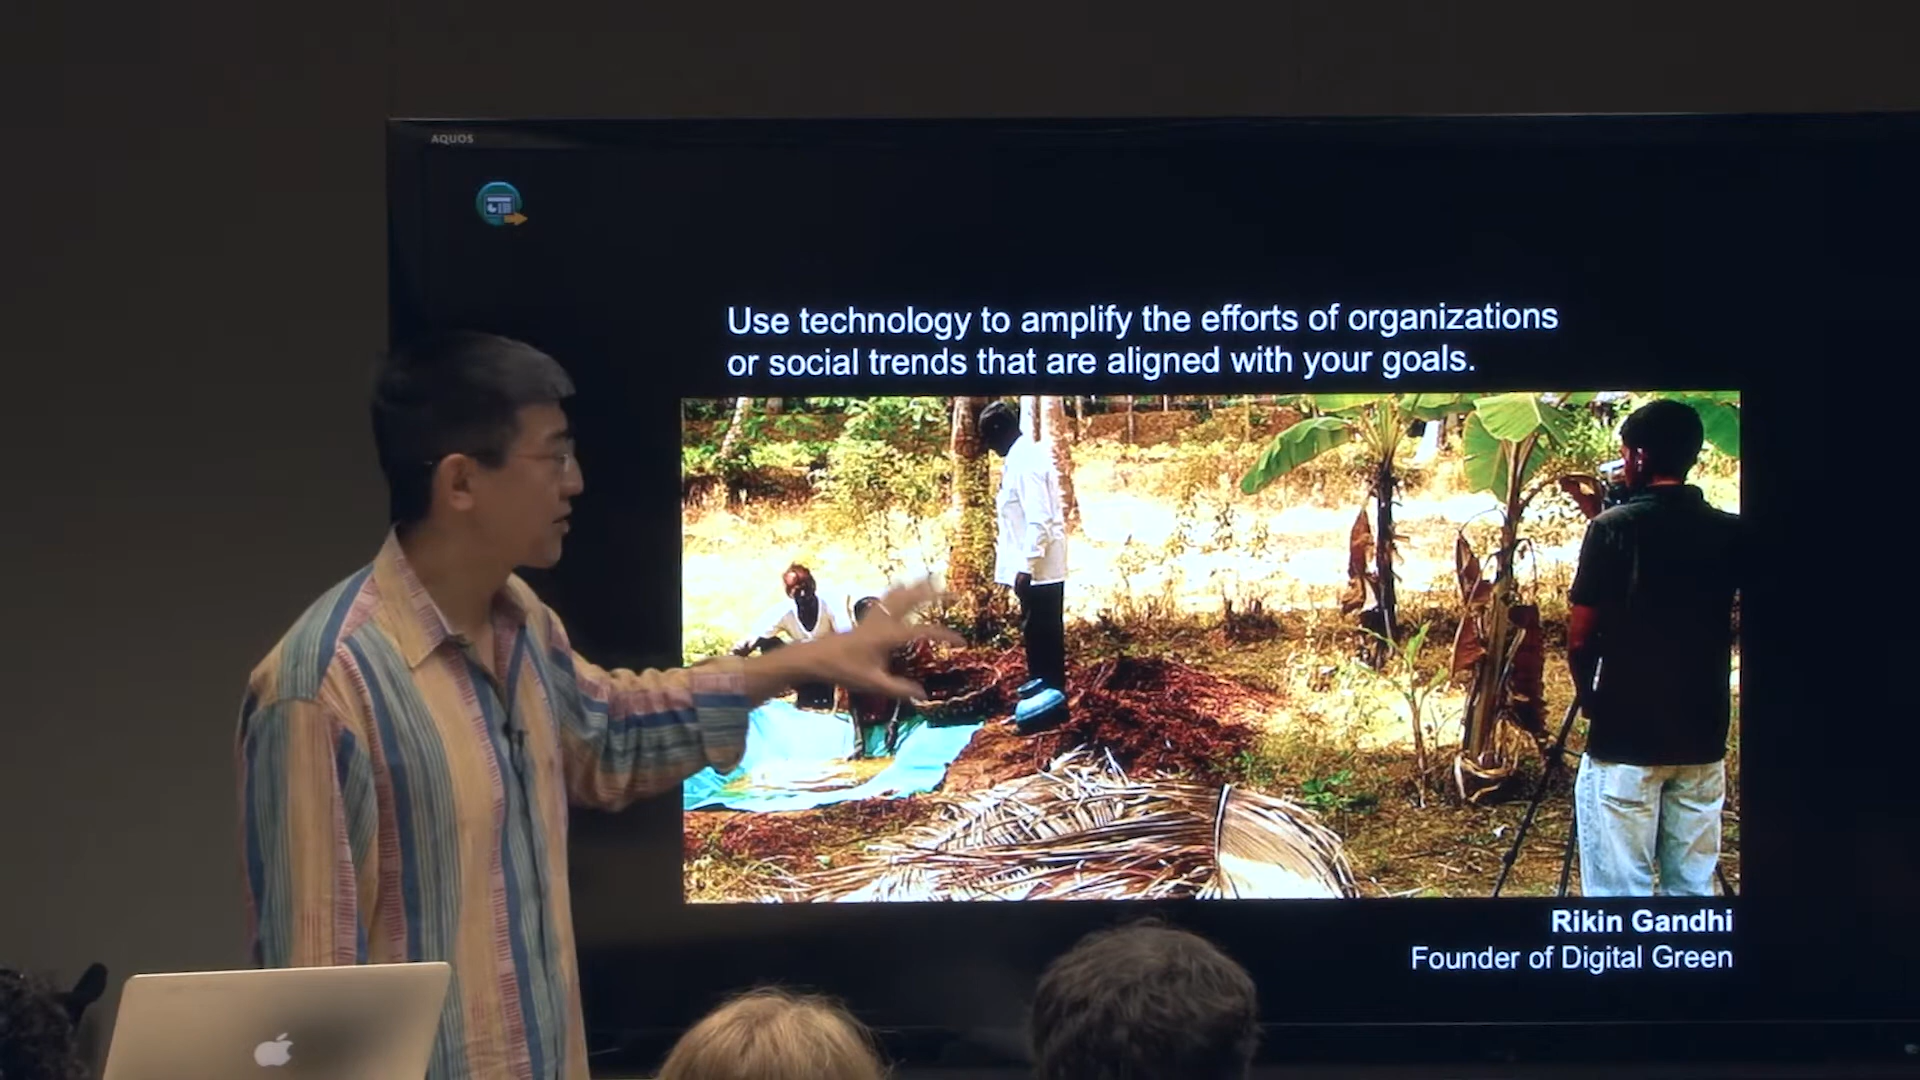 AQUOS
Use technology to amplify the efforts of organizations
or social trends that are aligned with your goals.
Rikin Gandhi
Founder of Digital Green